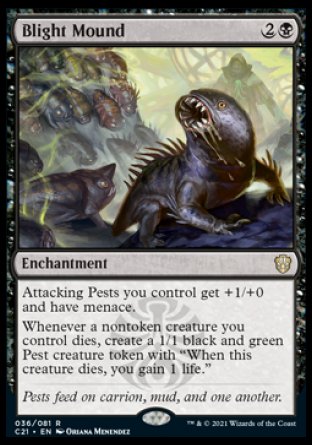 Blight Mound 2
Enchantment
Attacking Pests you control get +1/+0
and have menace.
Whenever a nontoken creature you
control dies, create a 1/1 black and green
Pest creature token with “When this
creature dies, you gain 1 life.”
Pests feed on carrion, mud, and one another.
036/081 R
C21 • EN Oriana Menendez ™ & © 2021 Wizards of the Coast